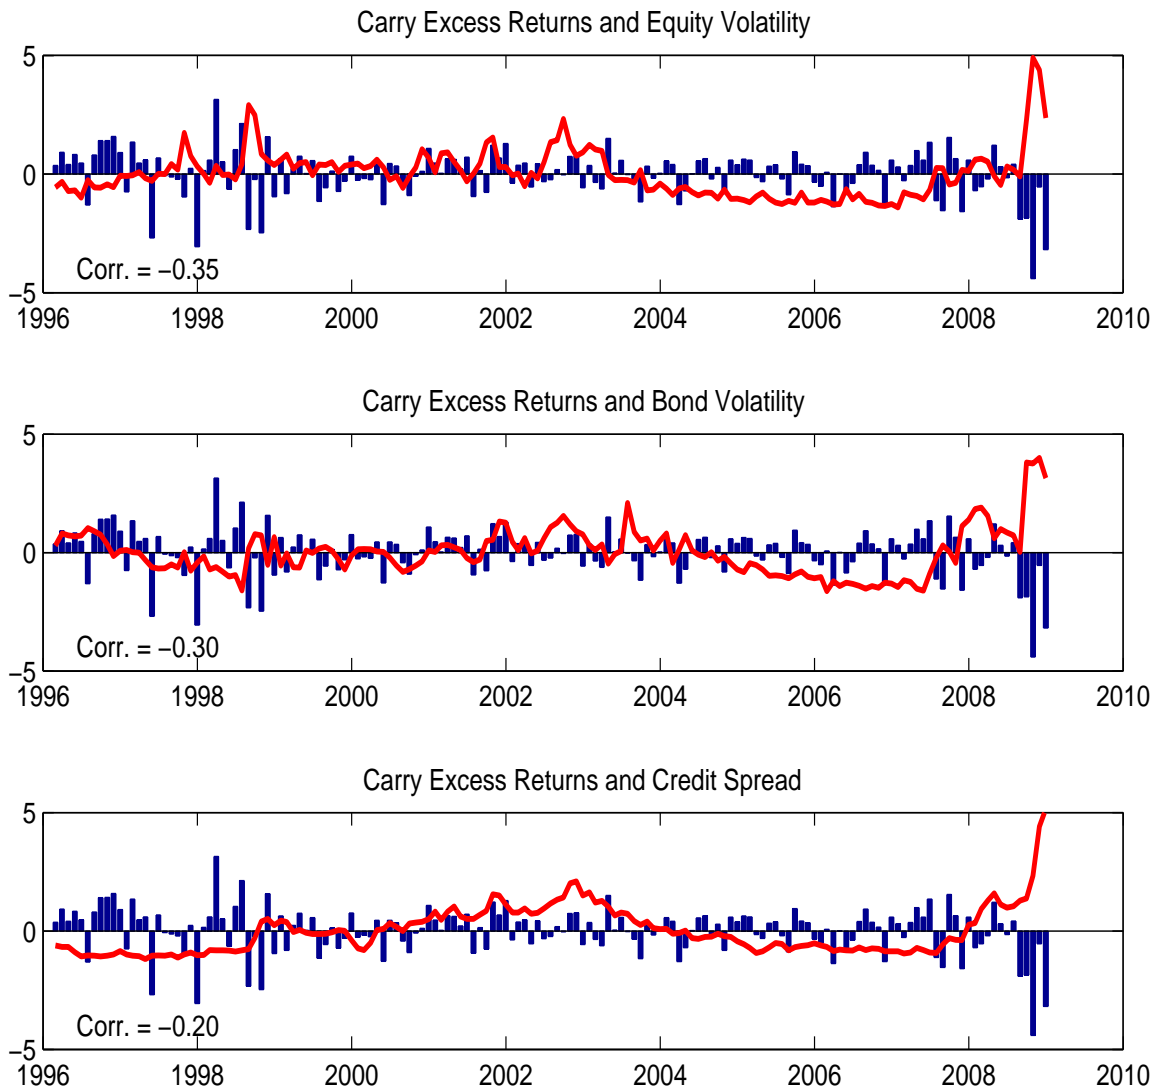 Carry Excess Returns and Equity Volatility
5
0
−5
Corr. = −0.35
1996 1998 2000 2002 2004 2006 2008 2010
Carry Excess Returns and Bond Volatility
5
0
−5
Corr. = −0.30
1996 1998 2000 2002 2004 2006 2008 2010
Carry Excess Returns and Credit Spread
5
0
−5
Corr. = −0.20
1996 1998 2000 2002 2004 2006 2008 2010